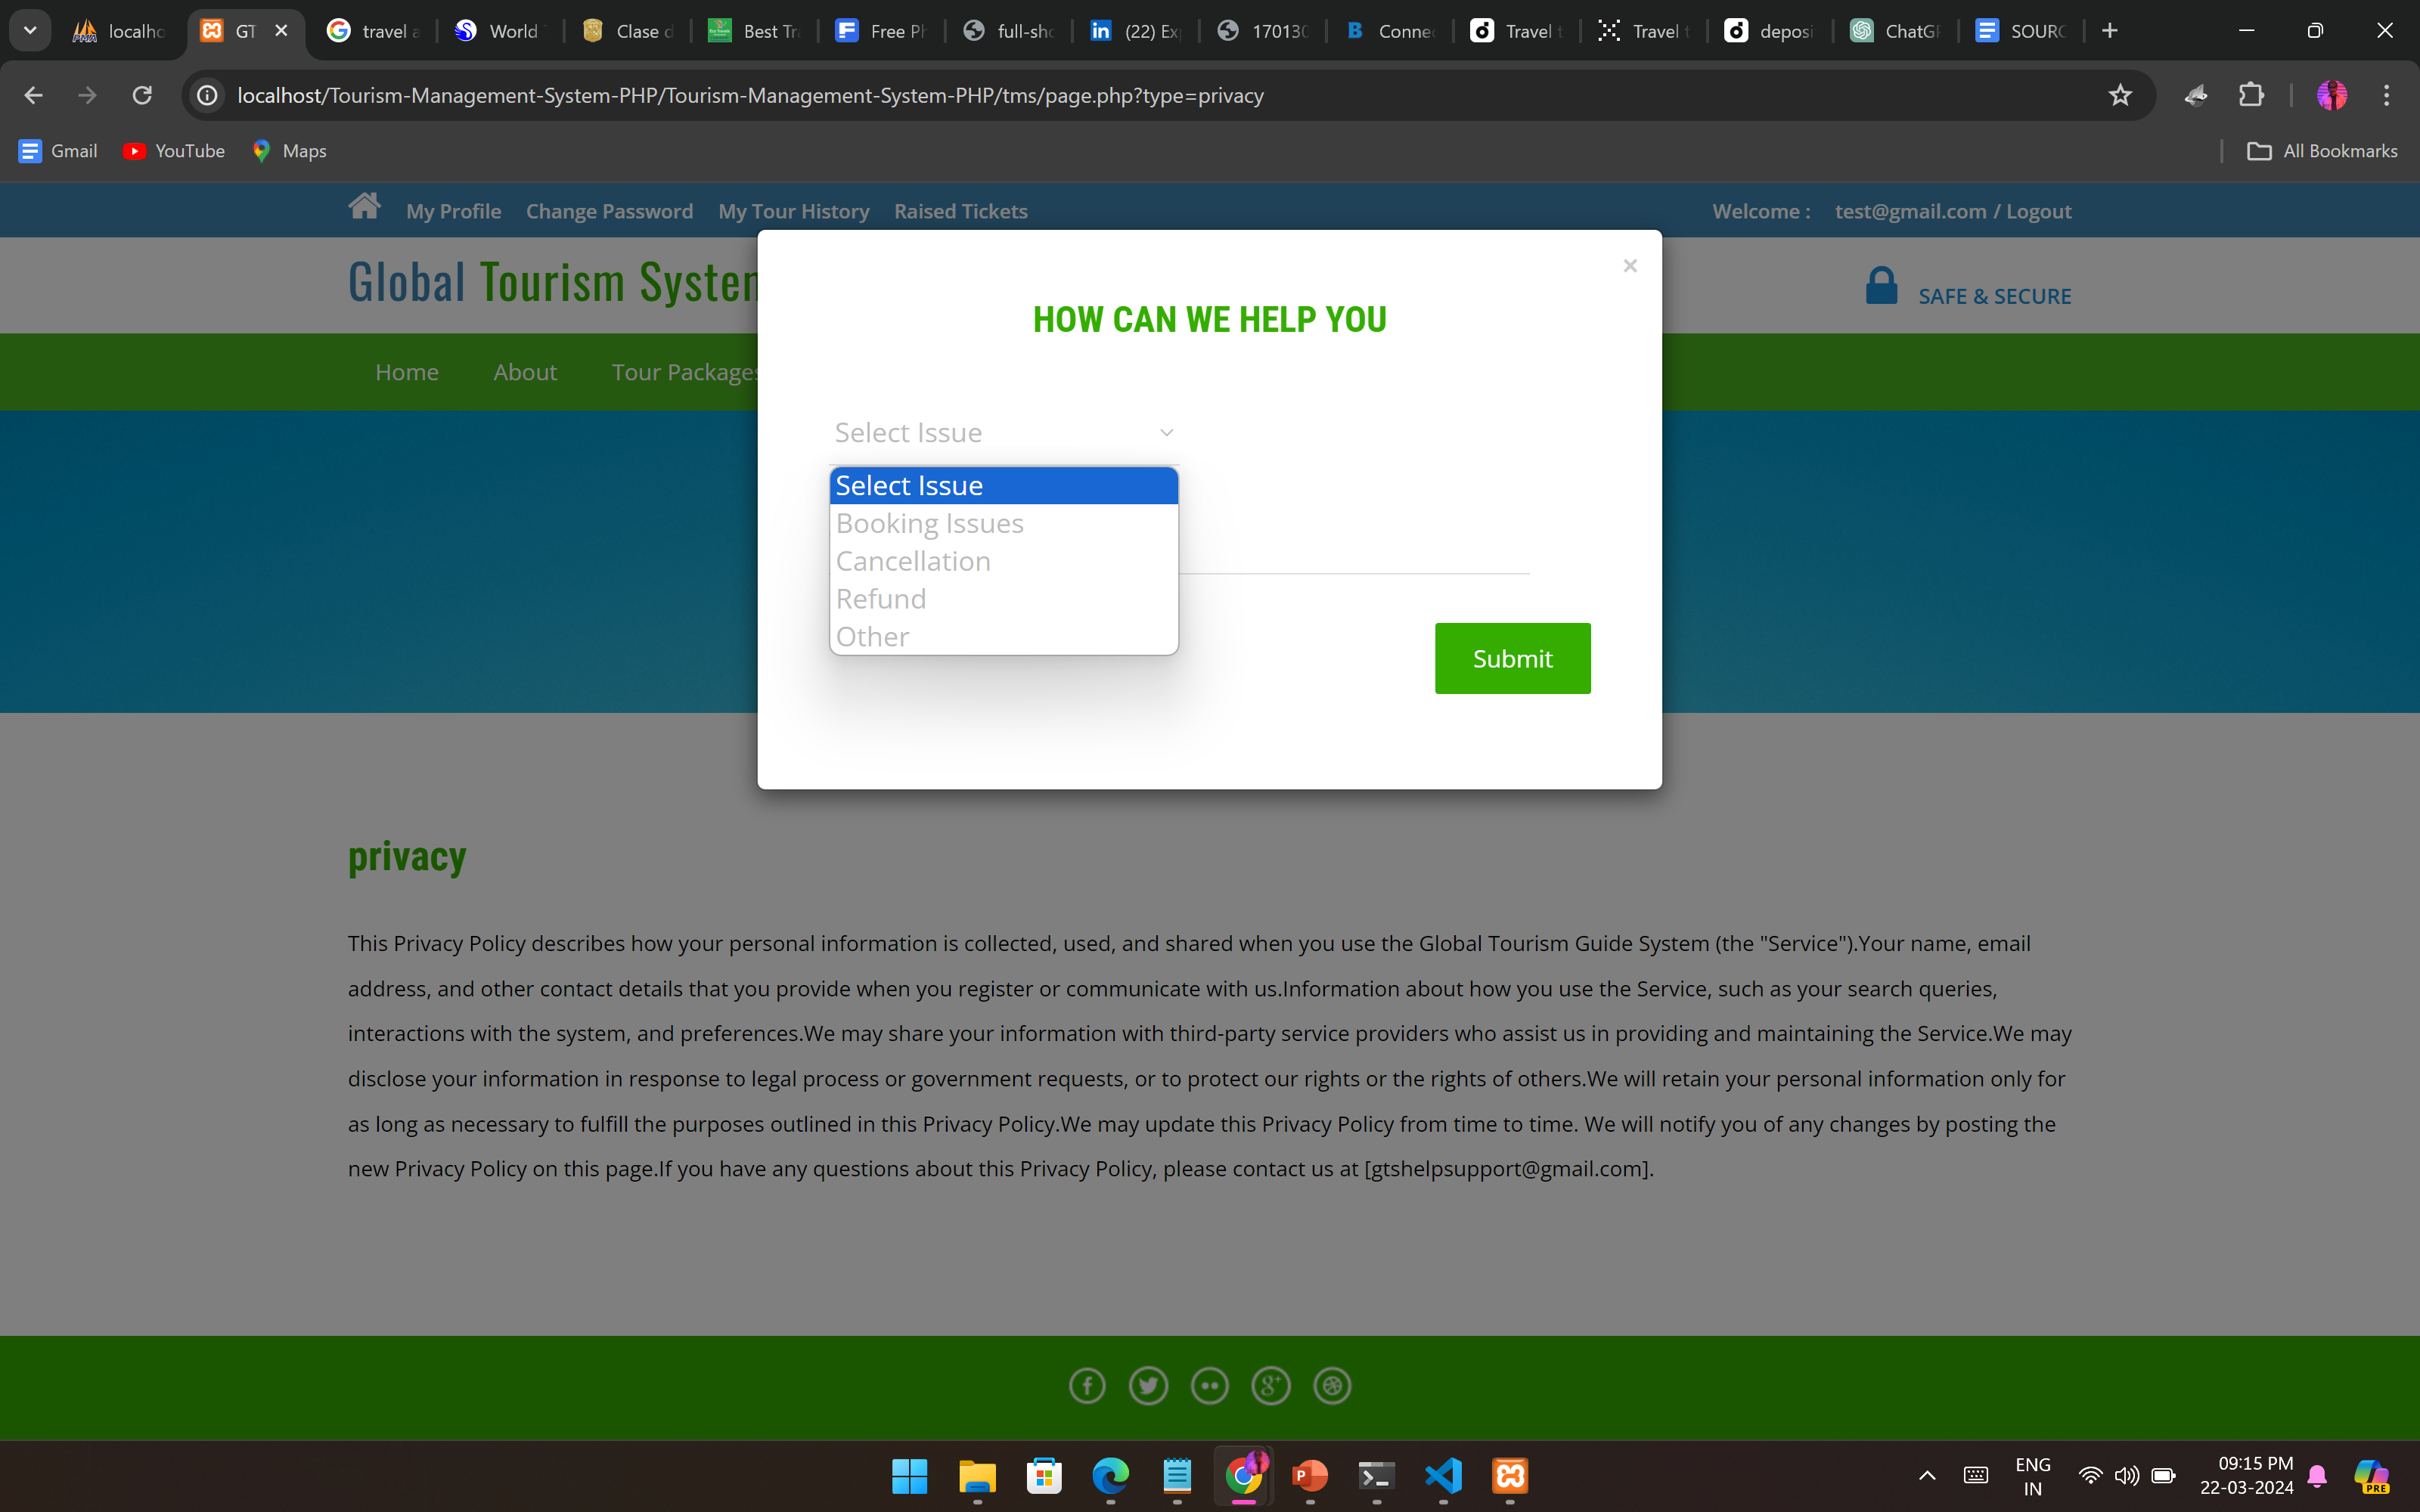 localho
GT
travel a
World
Clase d
Best Tr
Free Ph
full-sho
(22) Ex
170130
Connec
Travel t
Travel t
deposi
ChatGP
SOURC
localhost/Tourism-Management-System-PHP/Tourism-Management-System-PHP/tms/page.php?type=privacy
Gmail
YouTube
Maps
All Bookmarks
My Profile
Change Password
My Tour History
Raised Tickets
Welcome :
test@gmail.com / Logout
Global Tourism System
SAFE & SECURE
Home
About
Tour Packages
×
HOW CAN WE HELP YOU
Select Issue
Select Issue
Booking Issues
Cancellation
Refund
Other
Submit
privacy
This Privacy Policy describes how your personal information is collected, used, and shared when you use the Global Tourism Guide System (the "Service").Your name, email
address, and other contact details that you provide when you register or communicate with us.Information about how you use the Service, such as your search queries,
interactions with the system, and preferences.We may share your information with third-party service providers who assist us in providing and maintaining the Service.We may
disclose your information in response to legal process or government requests, or to protect our rights or the rights of others.We will retain your personal information only for
as long as necessary to fulfill the purposes outlined in this Privacy Policy.We may update this Privacy Policy from time to time. We will notify you of any changes by posting the
new Privacy Policy on this page.If you have any questions about this Privacy Policy, please contact us at [gtshelpsupport@gmail.com].
ENG
IN
09:15 PM
22-03-2024
PRE